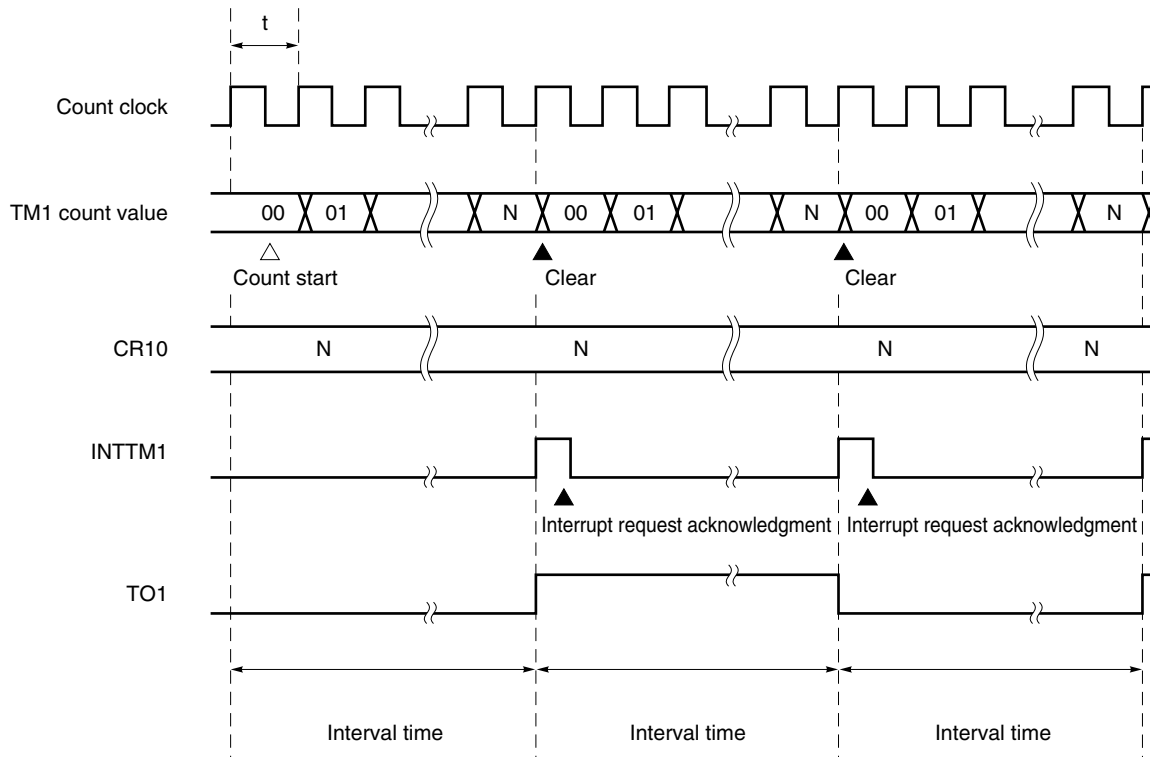 t
Count clock
TM1 count value 00 01 N 00 01 N 00 01 N
Count start Clear Clear
CR10 N N N N
INTTM1
Interrupt request acknowledgment Interrupt request acknowledgment
TO1
Interval time Interval time Interval time